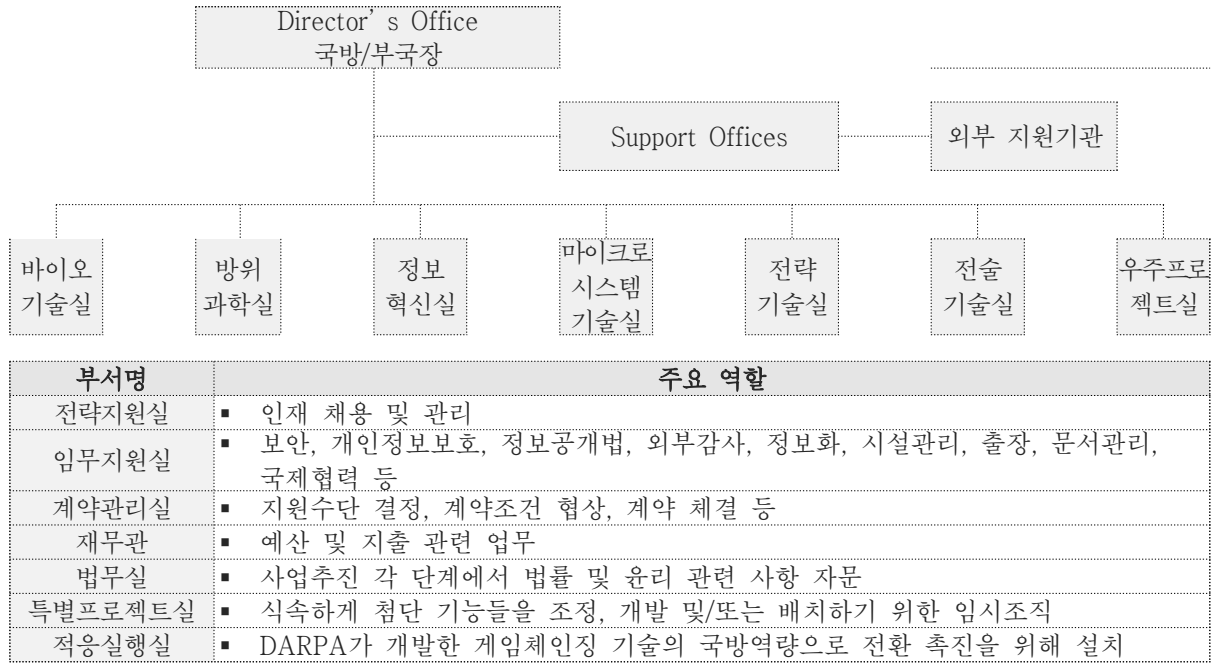 Director's Office
국방/부국장
Support Offices
외부 지원기관
바이오
기술실
방위
과학실
정보
혁신실
마이크로
시스템
기술실
전략
기술실
전술
기술실
우주프로
젝트실
부서명 주요 역할
전략지원실 ▪ 인재 채용 및 관리
임무지원실 ▪ 보안, 개인정보보호, 정보공개법, 외부감사, 정보화, 시설관리, 출장, 문서관리,
국제협력 등
계약관리실 ▪ 지원수단 결정, 계약조건 협상, 계약 체결 등
재무관 ▪ 예산 및 지출 관련 업무
법무실 ▪ 사업추진 각 단계에서 법률 및 윤리 관련 사항 자문
특별프로젝트실 ▪ 식속하게 첨단 기능들을 조정, 개발 및/또는 배치하기 위한 임시조직
적응실행실 ▪ DARPA가 개발한 게임체인징 기술의 국방역량으로 전환 촉진을 위해 설치